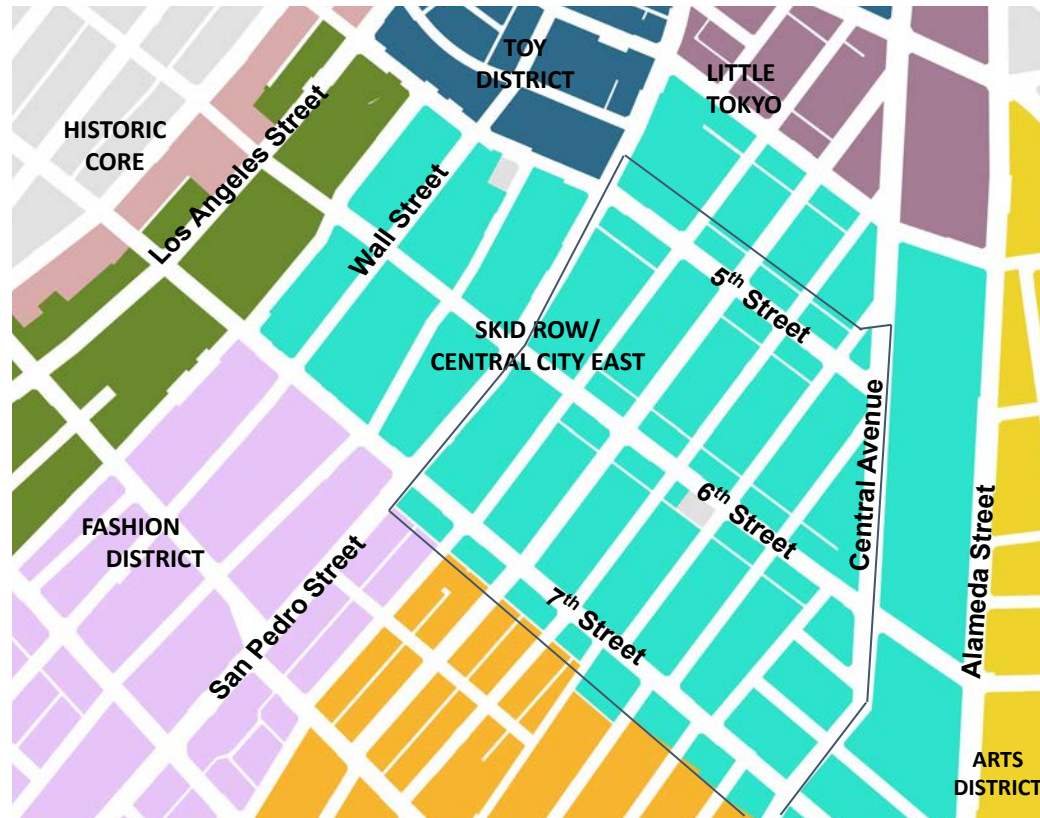 TOY
DISTRICT
LITTLE
TOKYO
HISTORIC
CORE
Los Angeles Street
Wall Street
5th Street
SKID ROW/
CENTRAL CITY EAST
Central Avenue
6th Street
Alameda Street
FASHION
DISTRICT
San Pedro Street
7th Street
ARTS
DISTRICT